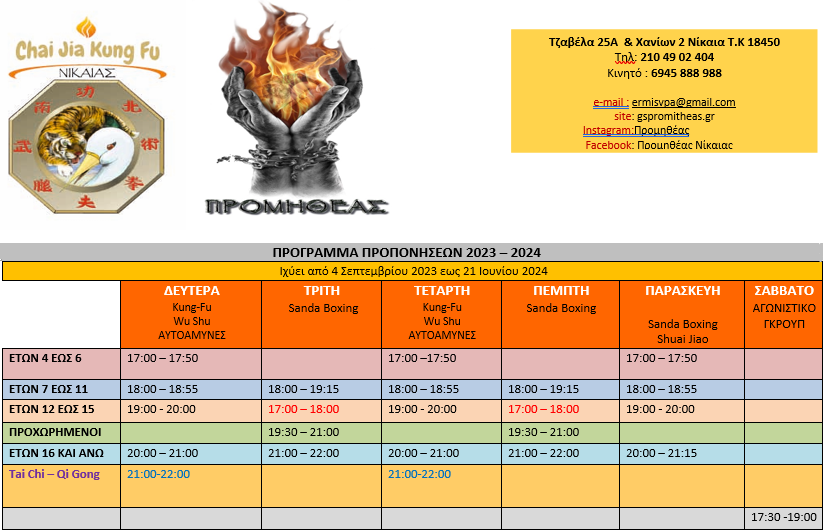 Chai Jia Kung Fu
ΝΙΚΑΙΑΣ
功
南 北
武 術
腿 拳
夫
ΠΡΟΜΗΘΕΑΣ
Τζαβέλα 25Α & Χανίων 2 Νίκαια Τ.Κ 18450
Τηλ: 210 49 02 404
Κινητό : 6945 888 988
e-mail : ermisvpa@gmail.com
site: gspromitheas.gr
Instagram:Προμηθέας
Facebook: Προμηθέας Νίκαιας
ΠΡΟΓΡΑΜΜΑ ΠΡΟΠΟΝΗΣΕΩΝ 2023 – 2024
Ισχύει από 4 Σεπτεμβρίου 2023 εως 21 Ιουνίου 2024
ΔΕΥΤΕΡΑ ΤΡΙΤΗ ΤΕΤΑΡΤΗ ΠΕΜΠΤΗ ΠΑΡΑΣΚΕΥΗ ΣΑΒΒΑΤΟ
Kung-Fu Sanda Boxing Kung-Fu Sanda Boxing ΑΓΩΝΙΣΤΙΚΟ
Wu Shu Wu Shu Sanda Boxing ΓΚΡΟΥΠ
ΑΥΤΟΑΜΥΝΕΣ ΑΥΤΟΑΜΥΝΕΣ Shuai Jiao
ΕΤΩΝ 4 ΕΩΣ 6 17:00 – 17:50 17:00 –17:50 17:00 – 17:50
ΕΤΩΝ 7 ΕΩΣ 11 18:00 – 18:55 18:00 – 19:15 18:00 – 18:55 18:00 – 19:15 18:00 – 18:55
ΕΤΩΝ 12 ΕΩΣ 15 19:00 - 20:00 17:00 – 18:00 19:00 - 20:00 17:00 – 18:00 19:00 - 20:00
ΠΡΟΧΩΡΗΜΕΝΟΙ 19:30 – 21:00 19:30 – 21:00
ΕΤΩΝ 16 ΚΑΙ ΑΝΩ 20:00 – 21:00 21:00 – 22:00 20:00 – 21:00 21:00 – 22:00 20:00 – 21:15
Tai Chi – Qi Gong 21:00-22:00 21:00-22:00
17:30 -19:00